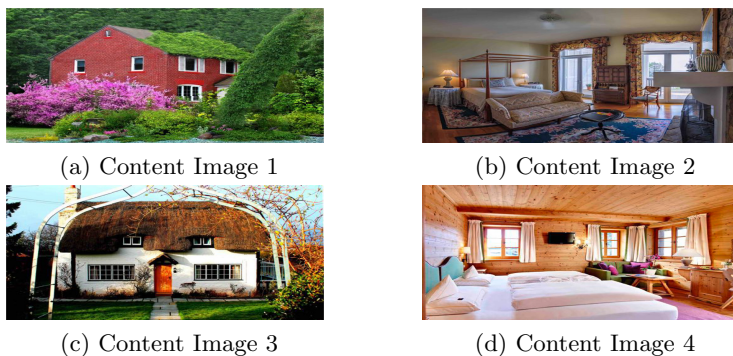 (a) Content Image 1
(b) Content Image 2
(c) Content Image 3
(d) Content Image 4